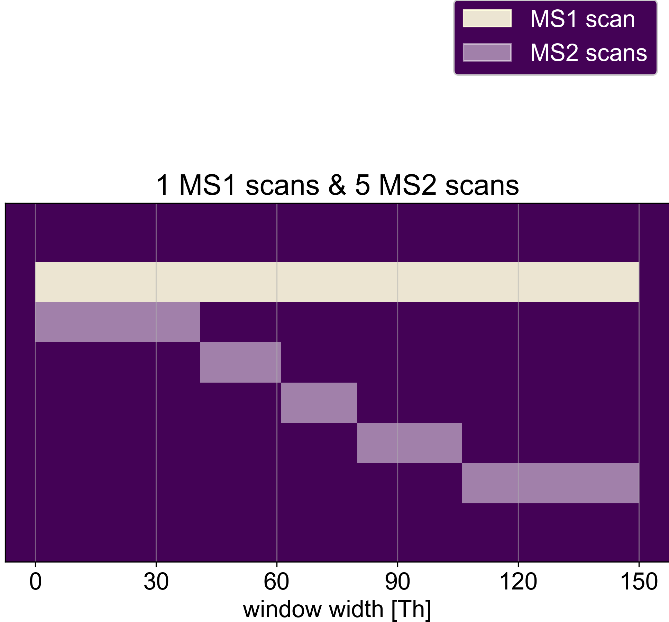 MS1 scan
MS2 scans
1 MS1 scans & 5 MS2 scans
0 30 60 90 120 150
window width [Th]